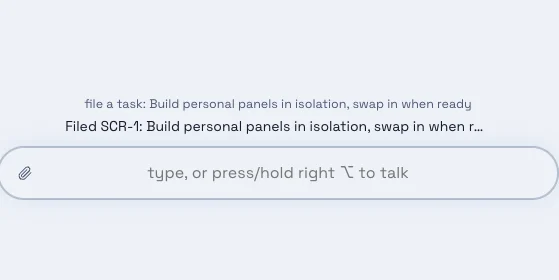 file a task: Build personal panels in isolation, swap in when ready
Filed SCR-1: Build personal panels in isolation, swap in when r...
type, or press/hold right ⌥ to talk